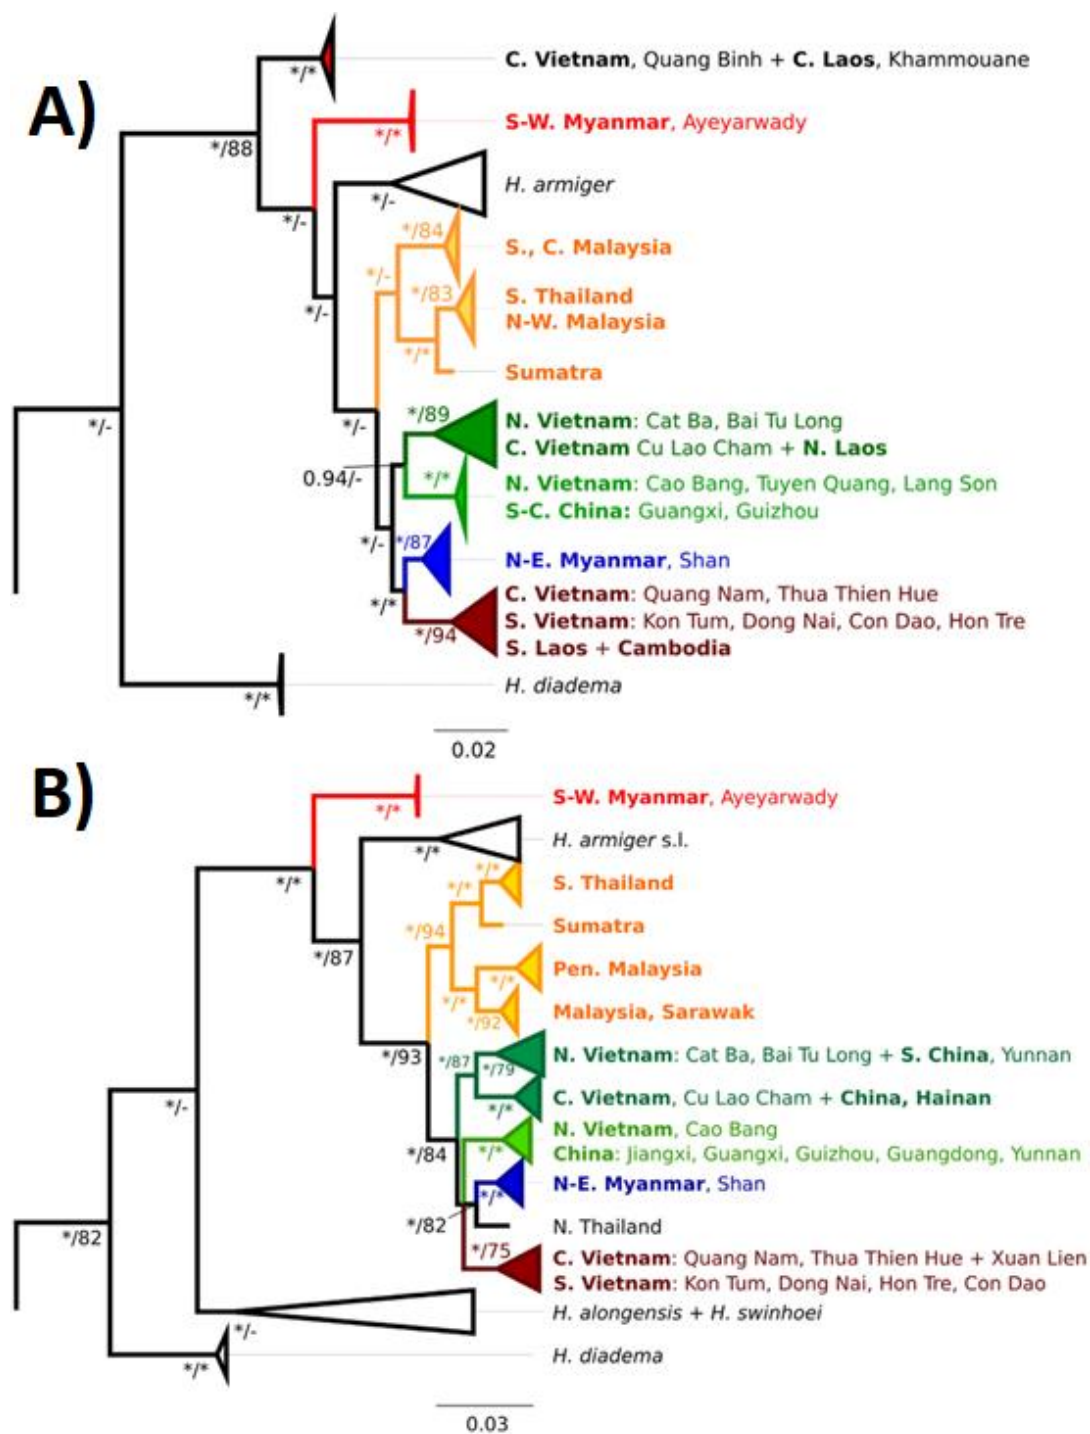 A)
*/*
C. Vietnam, Quang Binh + C. Laos, Khammouane
*/88
*/*
S-W. Myanmar, Ayeyarwady
*/-
*/-
H. armiger
*/84
S., C. Malaysia
*/-
*/-
*/83
S. Thailand
N-W. Malaysia
*/*
Sumatra
*/-
*/-
*/89
N. Vietnam: Cat Ba, Bai Tu Long
C. Vietnam Cu Lao Cham + N. Laos
0.94/-
*/*
N. Vietnam: Cao Bang, Tuyen Quang, Lang Son
S-C. China: Guangxi, Guizhou
*/-
*/87
N-E. Myanmar, Shan
*/*
*/94
C. Vietnam: Quang Nam, Thua Thien Hue
S. Vietnam: Kon Tum, Dong Nai, Con Dao, Hon Tre
S. Laos + Cambodia
*/*
H. diadema
0.02
B)
*/*
S-W. Myanmar, Ayeyarwady
*/*
H. armiger s.l.
*/*
*/*
*/*
S. Thailand
*/87
*/94
Sumatra
*/*
Pen. Malaysia
*/*
*/92
Malaysia, Sarawak
*/93
*/87
*/79
N. Vietnam: Cat Ba, Bai Tu Long + S. China, Yunnan
*/-
*/*
C. Vietnam, Cu Lao Cham + China, Hainan
*/84
*/*
N. Vietnam, Cao Bang
China: Jiangxi, Guangxi, Guizhou, Guangdong, Yunnan
*/*
N-E. Myanmar, Shan
*/82
*/82
N. Thailand
*/75
C. Vietnam: Quang Nam, Thua Thien Hue + Xuan Lien
S. Vietnam: Kon Tum, Dong Nai, Hon Tre, Con Dao
*/-
H. alongensis + H. swinhoei
*/*
H. diadema
0.03